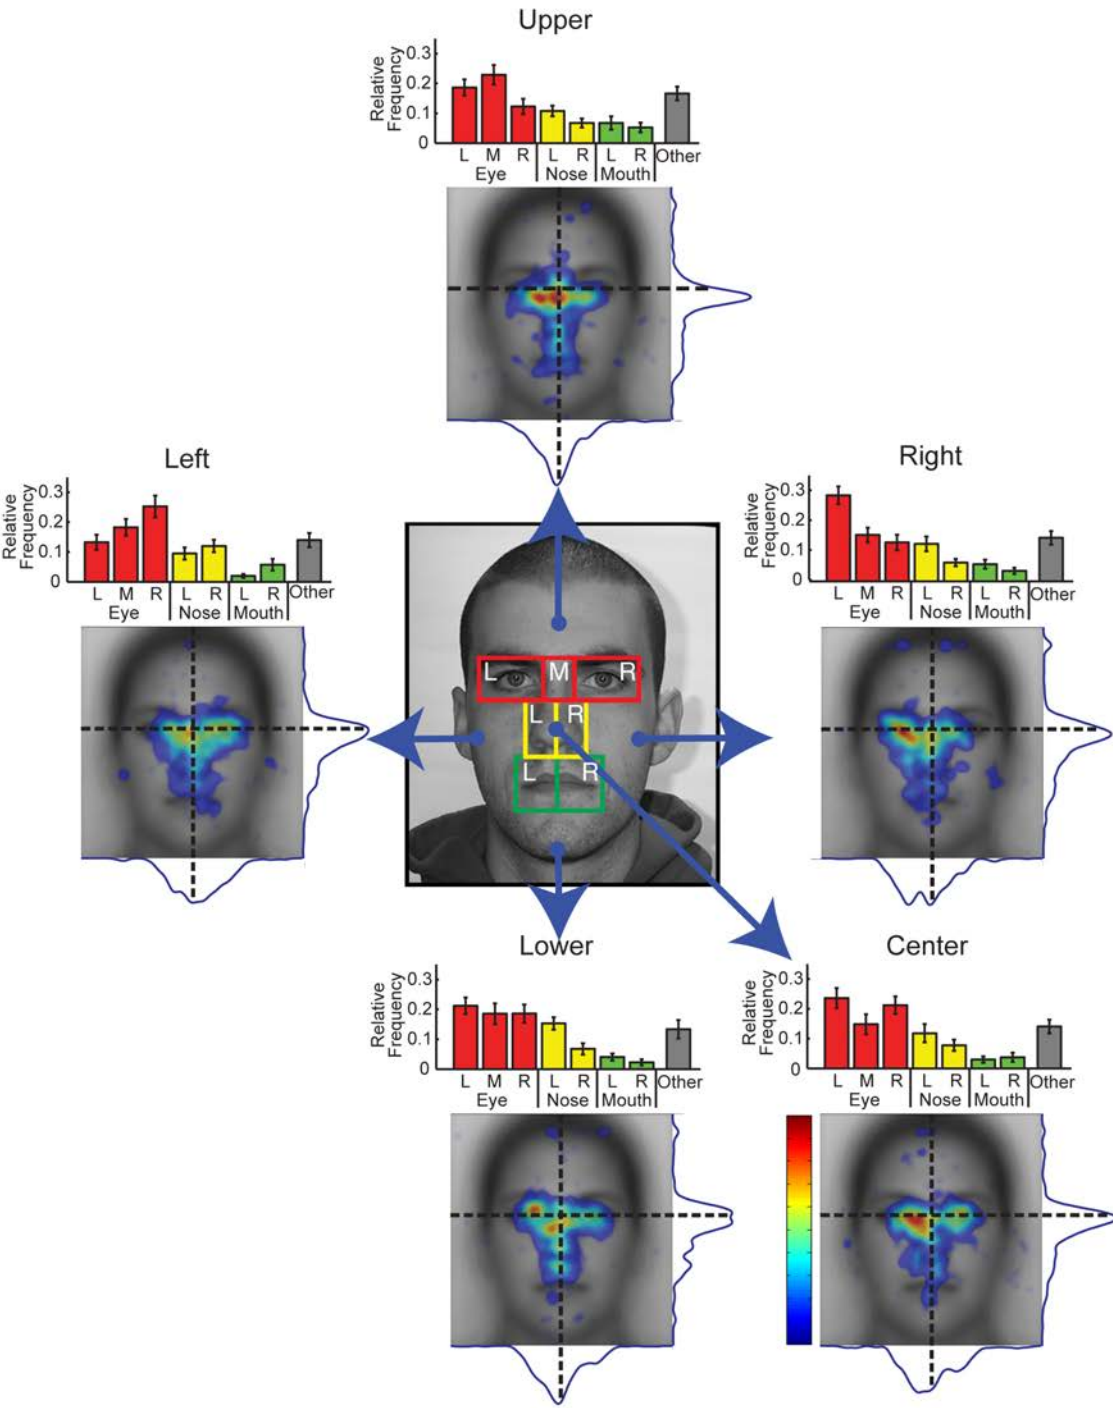 Upper
Relative
Frequency
0.3
0.2
0.1
0
L M R L R L R Other
Eye Nose Mouth
Left
Relative
Frequency
0.3
0.2
0.1
0
L M R L R L R Other
Eye Nose Mouth
Right
Relative
Frequency
0.3
0.2
0.1
0
L M R L R L R Other
Eye Nose Mouth
L M R
L R
L R
Lower
Relative
Frequency
0.3
0.2
0.1
0
L M R L R L R Other
Eye Nose Mouth
Center
Relative
Frequency
0.3
0.2
0.1
0
L M R L R L R Other
Eye Nose Mouth